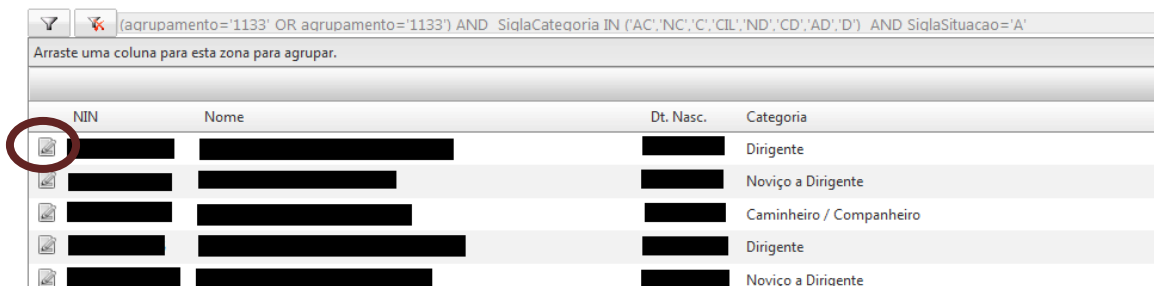 (agrupamento='1133' OR agrupamento='1133') AND  SiglaCategoria IN ('AC','NC','C','CIL','ND','CD','AD','D')  AND SiglaSituacao='A'
Arraste uma coluna para esta zona para agrupar.
NIN Nome Dt. Nasc. Categoria
Dirigente
Noviço a Dirigente
Caminheiro / Companheiro
Dirigente
Noviço a Dirigente